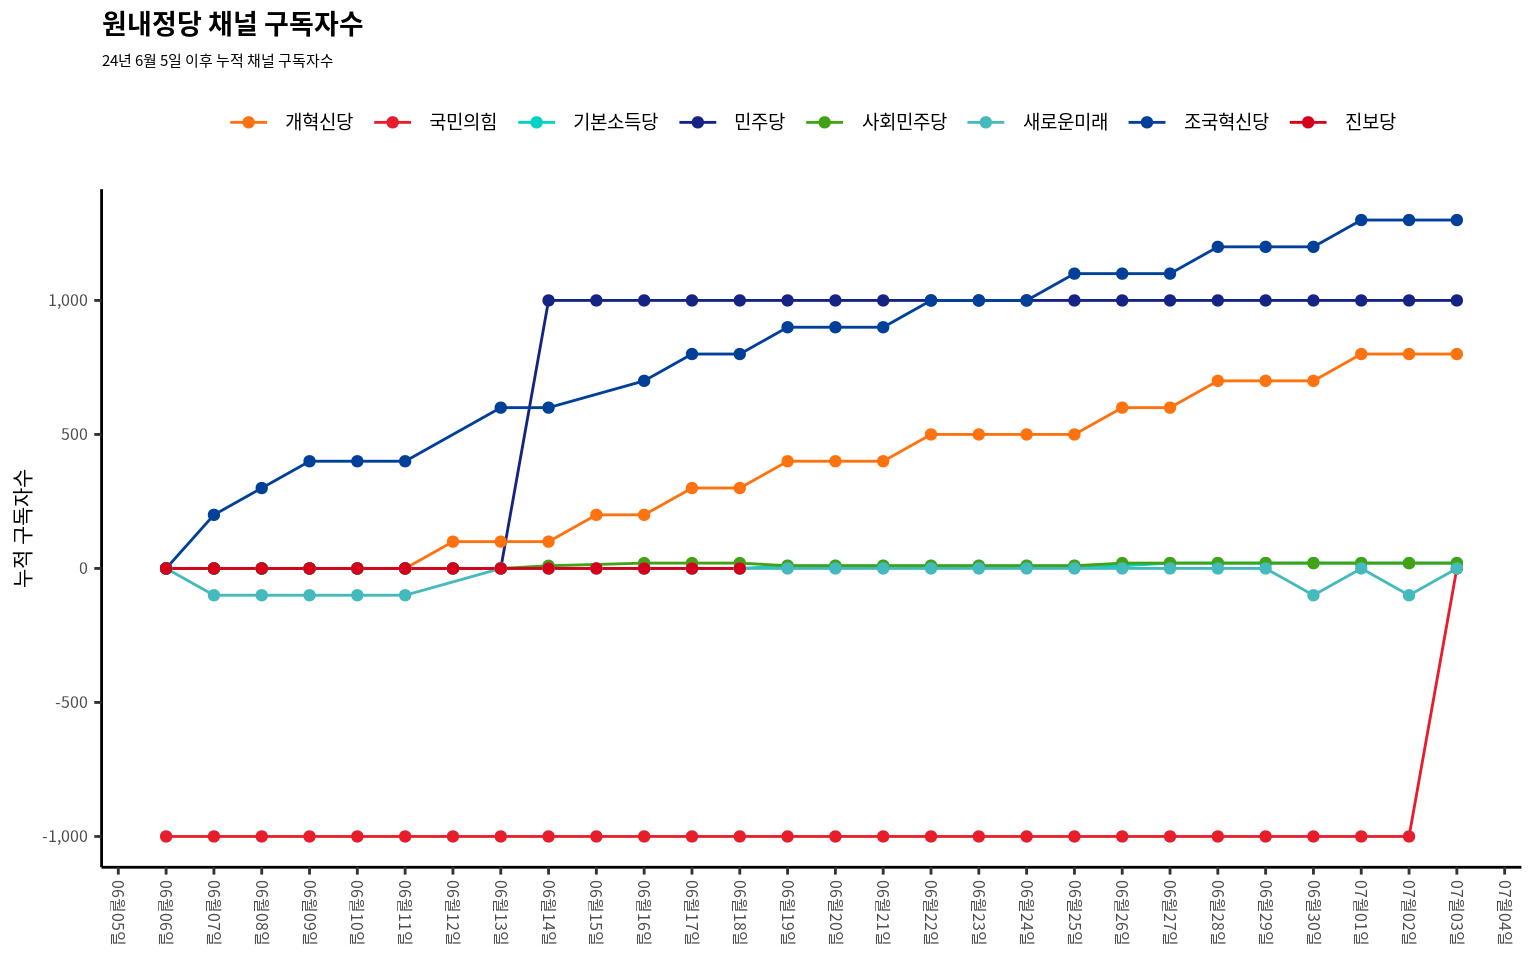 원내정당 채널 구독자수
24년 6월 5일 이후 누적 채널 구독자수
개혁신당 국민의힘 기본소득당 민주당 사회민주당 새로운미래 조국혁신당 진보당
누적 구독자수
1,000
500
0
-500
-1,000
06월05일 06월06일 06월07일 06월08일 06월09일 06월10일 06월11일 06월12일 06월13일 06월14일 06월15일 06월16일 06월17일 06월18일 06월19일 06월20일 06월21일 06월22일 06월23일 06월24일 06월25일 06월26일 06월27일 06월28일 06월29일 06월30일 07월01일 07월02일 07월03일 07월04일